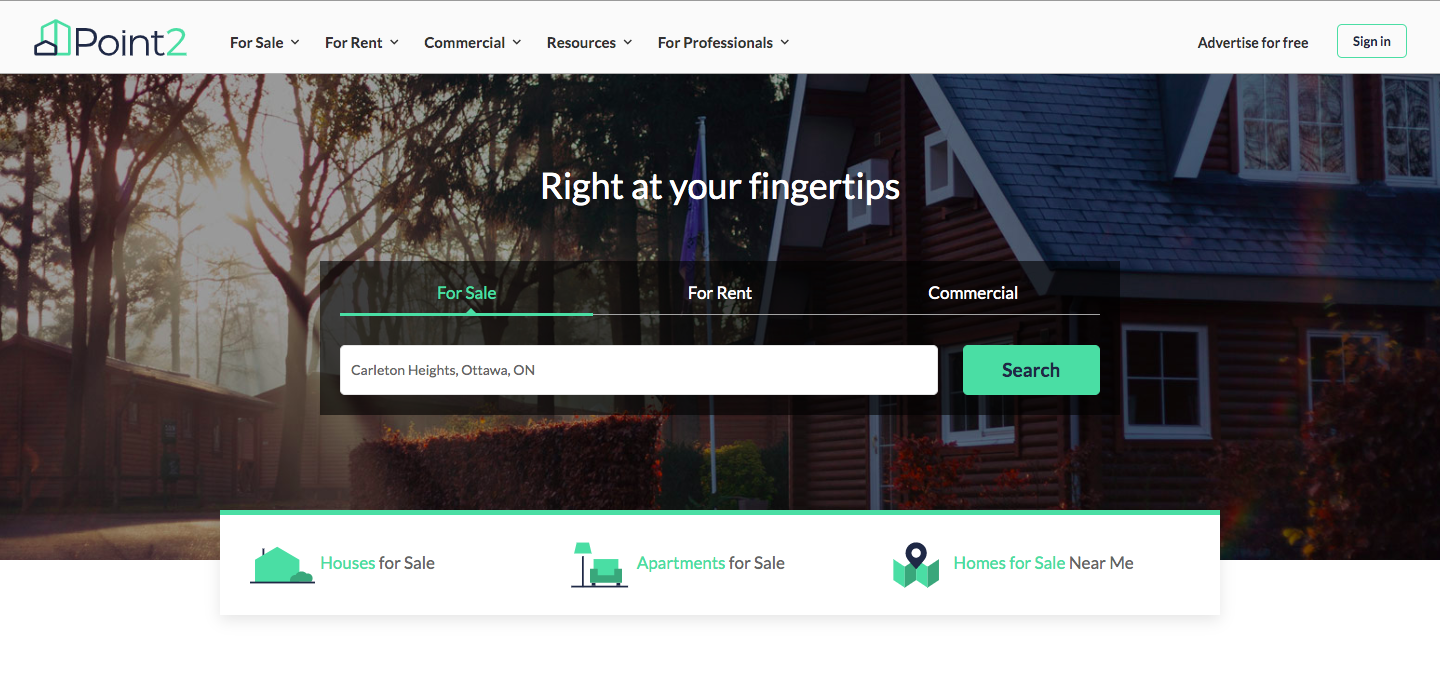 Point2
For Sale
For Rent
Commercial
Resources
For Professionals
Advertise for free
Sign in
Right at your fingertips
For Sale
For Rent
Commercial
Carleton Heights, Ottawa, ON
Search
Houses for Sale
Apartments for Sale
Homes for Sale Near Me